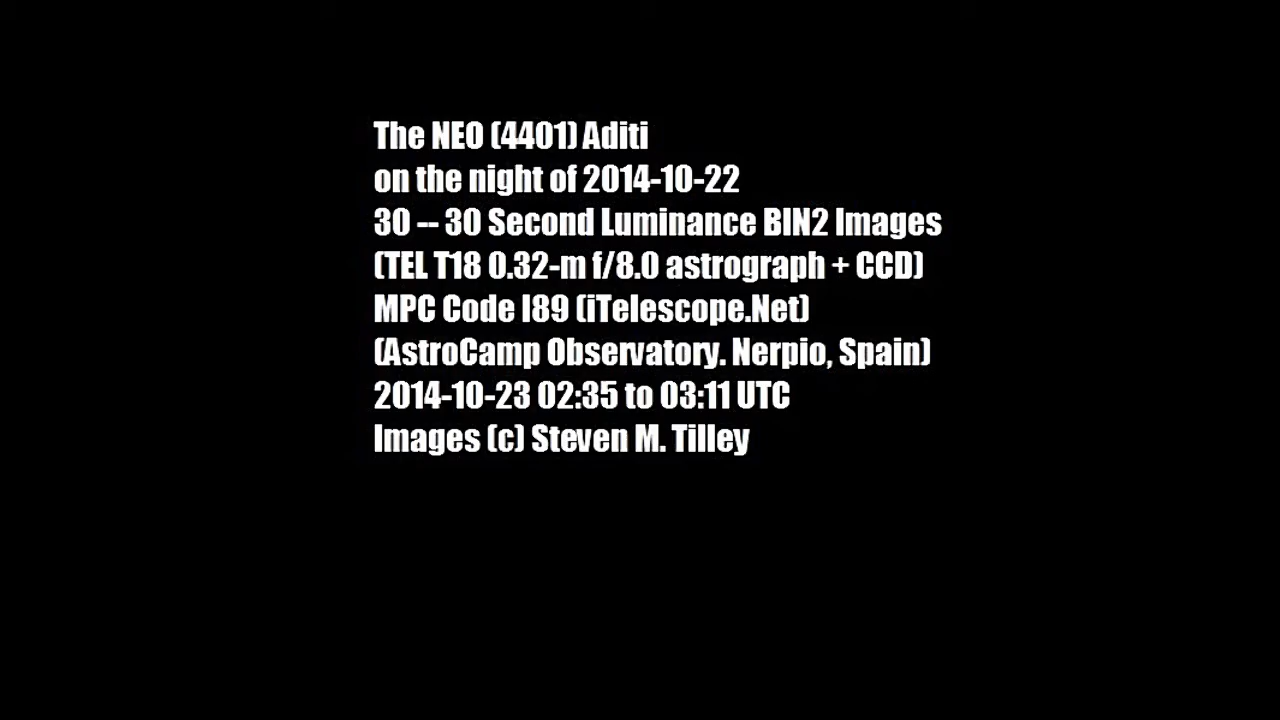 The NEO (4401) Aditi
on the night of 2014-10-22
30 -- 30 Second Luminance BIN2 Images
(TEL T18 0.32-m f/8.0 astrograph + CCD)
MPC Code I89 (iTelescope.Net)
(AstroCamp Observatory. Nerpio, Spain)
2014-10-23 02:35 to 03:11 UTC
Images (c) Steven M. Tilley